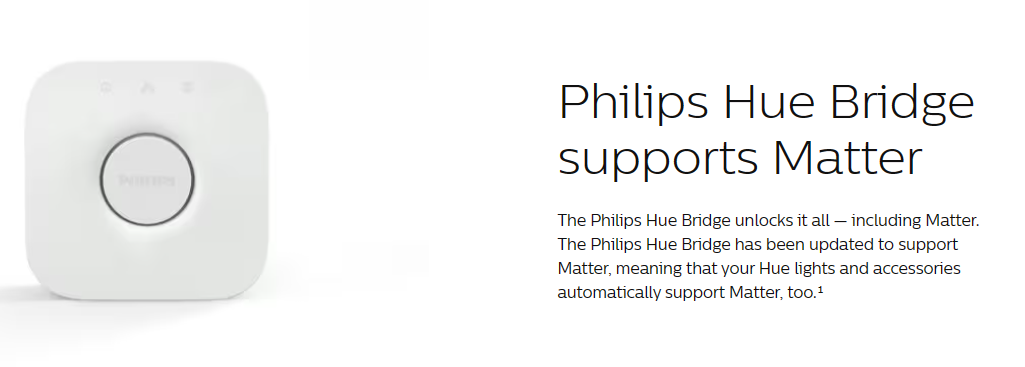 PHILIPS
Philips Hue Bridge
supports Matter
The Philips Hue Bridge unlocks it all — including Matter.
The Philips Hue Bridge has been updated to support
Matter, meaning that your Hue lights and accessories
automatically support Matter, too.¹